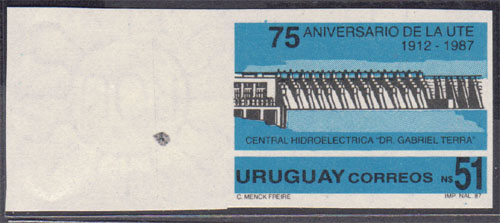 75 ANIVERSARIO DE LA UTE
1912 - 1987
CENTRAL HIDROELECTRICA "DR. GABRIEL TERRA"
URUGUAY CORREOS N$ 51
C. MENCK FREIRE IMP. NAL. 87